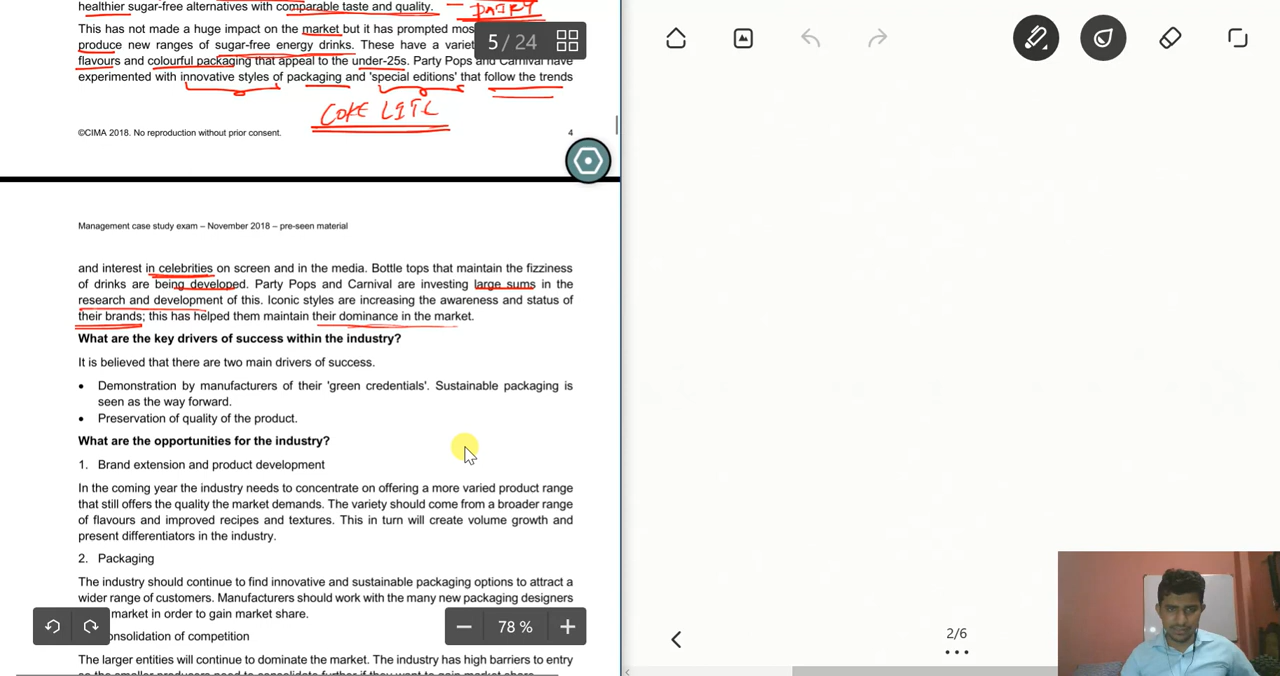 healthier sugar-free alternatives with comparable taste and quality. – DAIRY
This has not made a huge impact on the market but it has prompted mos
produce new ranges of sugar-free energy drinks. These have a variet
flavours and colourful packaging that appeal to the under-25s. Party Pops and Carnival have
experimented with innovative styles of packaging and 'special editions' that follow the trends
COKE
©CIMA 2018. No reproduction without prior consent. 4
5 / 24
Management case study exam – November 2018 – pre-seen material
and interest in celebrities on screen and in the media. Bottle tops that maintain the fizziness
of drinks are being developed. Party Pops and Carnival are investing large sums in the
research and development of this. Iconic styles are increasing the awareness and status of
their brands; this has helped them maintain their dominance in the market.
What are the key drivers of success within the industry?
It is believed that there are two main drivers of success.
• Demonstration by manufacturers of their 'green credentials'. Sustainable packaging is
seen as the way forward.
• Preservation of quality of the product.
What are the opportunities for the industry?
1. Brand extension and product development
In the coming year the industry needs to concentrate on offering a more varied product range
that still offers the quality the market demands. The variety should come from a broader range
of flavours and improved recipes and textures. This in turn will create volume growth and
present differentiators in the industry.
2. Packaging
The industry should continue to find innovative and sustainable packaging options to attract a
wider range of customers. Manufacturers should work with the many new packaging designers
market in order to gain market share.
onsolidation of competition
The larger entities will continue to dominate the market. The industry has high barriers to entry
78 %
2/6